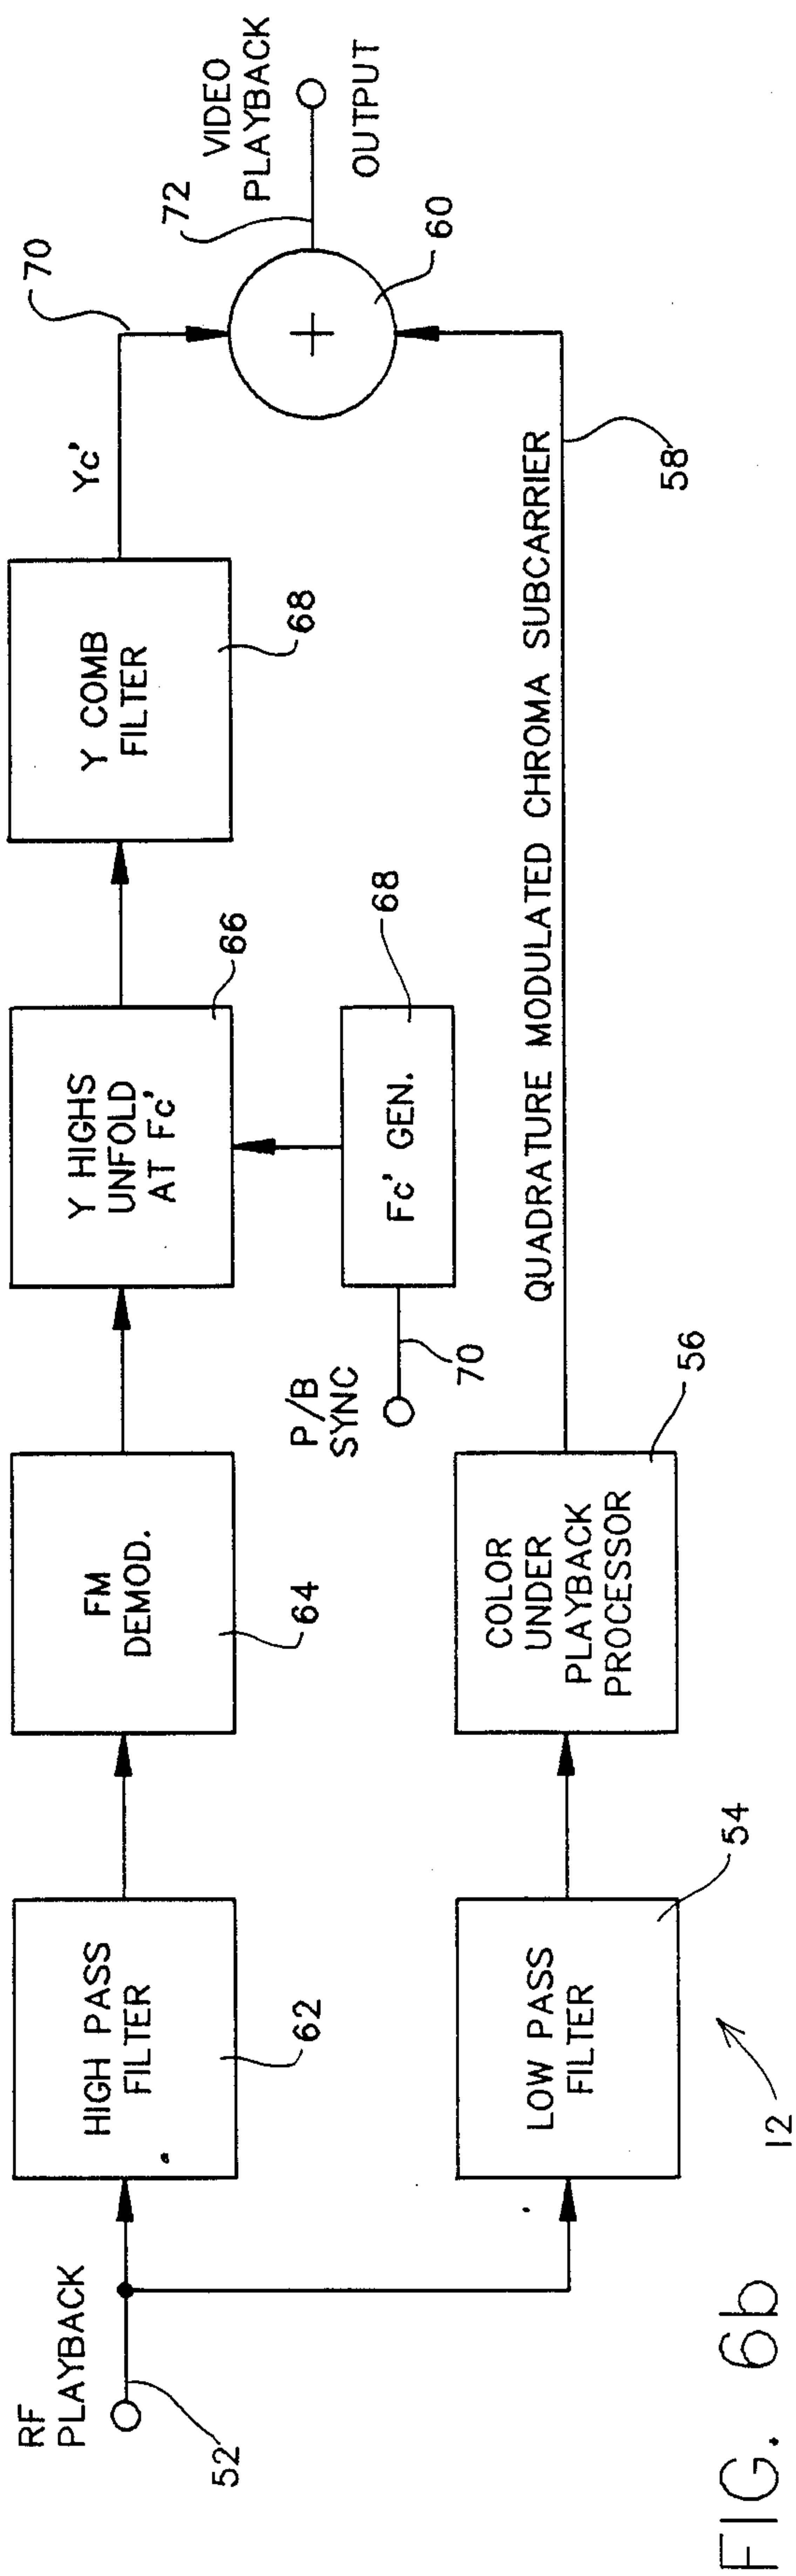 RF
PLAYBACK
52
HIGH PASS
FILTER
62
FM
DEMOD.
64
Y HIGHS
UNFOLD
AT Fc'
66
Y COMB
FILTER
68
Yc'
70
72
VIDEO
PLAYBACK
OUTPUT
+
60
P/B
SYNC
70
Fc' GEN.
68
LOW PASS
FILTER
54
COLOR
UNDER
PLAYBACK
PROCESSOR
56
QUADRATURE MODULATED CHROMA SUBCARRIER
58
12
FIG. 6b